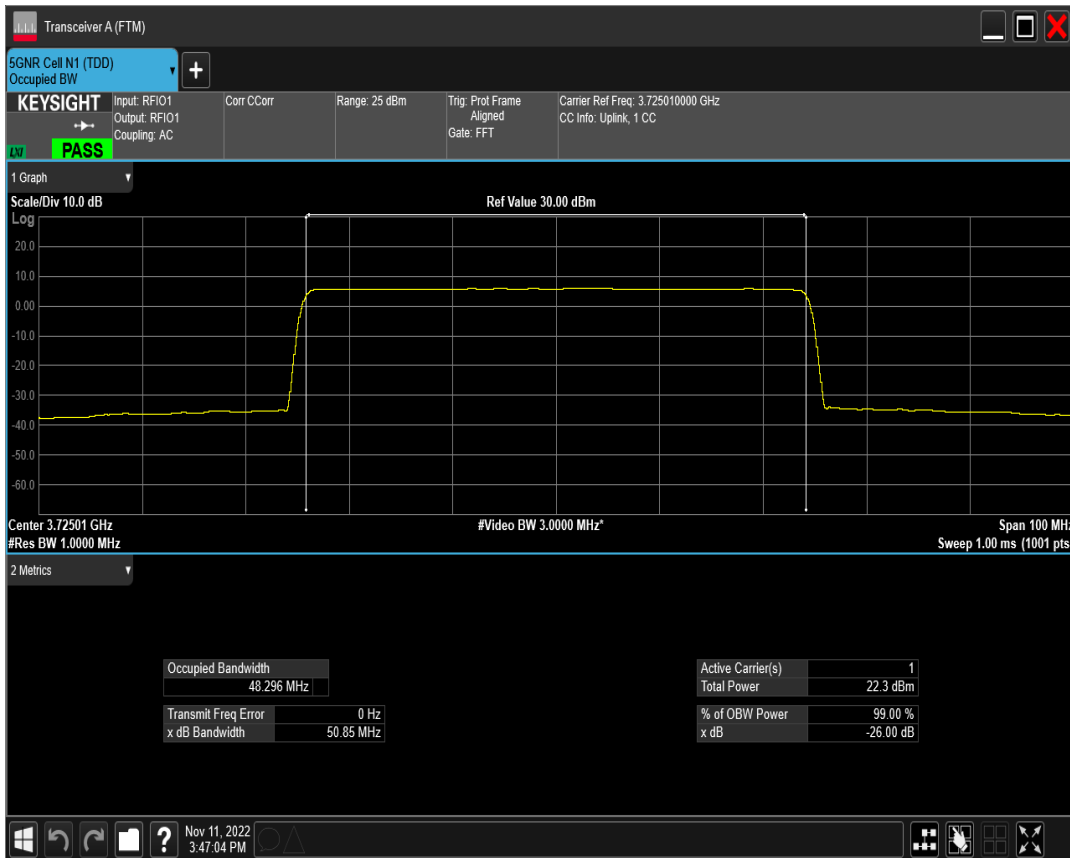 Transceiver A (FTM)
5GNR Cell N1 (TDD)
Occupied BW
+
KEYSIGHT
LXI
PASS
Input: RFIO1
Output: RFIO1
Coupling: AC
Corr CCorr
Range: 25 dBm
Trig: Prot Frame
Aligned
Gate: FFT
Carrier Ref Freq: 3.725010000 GHz
CC Info: Uplink, 1 CC
1 Graph
Scale/Div 10.0 dB
Ref Value 30.00 dBm
Log
20.0
10.0
0.00
-10.0
-20.0
-30.0
-40.0
-50.0
-60.0
Center 3.72501 GHz
#Video BW 3.0000 MHz*
Span 100 MHz
#Res BW 1.0000 MHz
Sweep 1.00 ms (1001 pts
2 Metrics
Occupied Bandwidth
48.296 MHz
Transmit Freq Error 0 Hz
x dB Bandwidth 50.85 MHz
Active Carrier(s) 1
Total Power 22.3 dBm
% of OBW Power 99.00 %
x dB -26.00 dB
?
Nov 11, 2022
3:47:04 PM